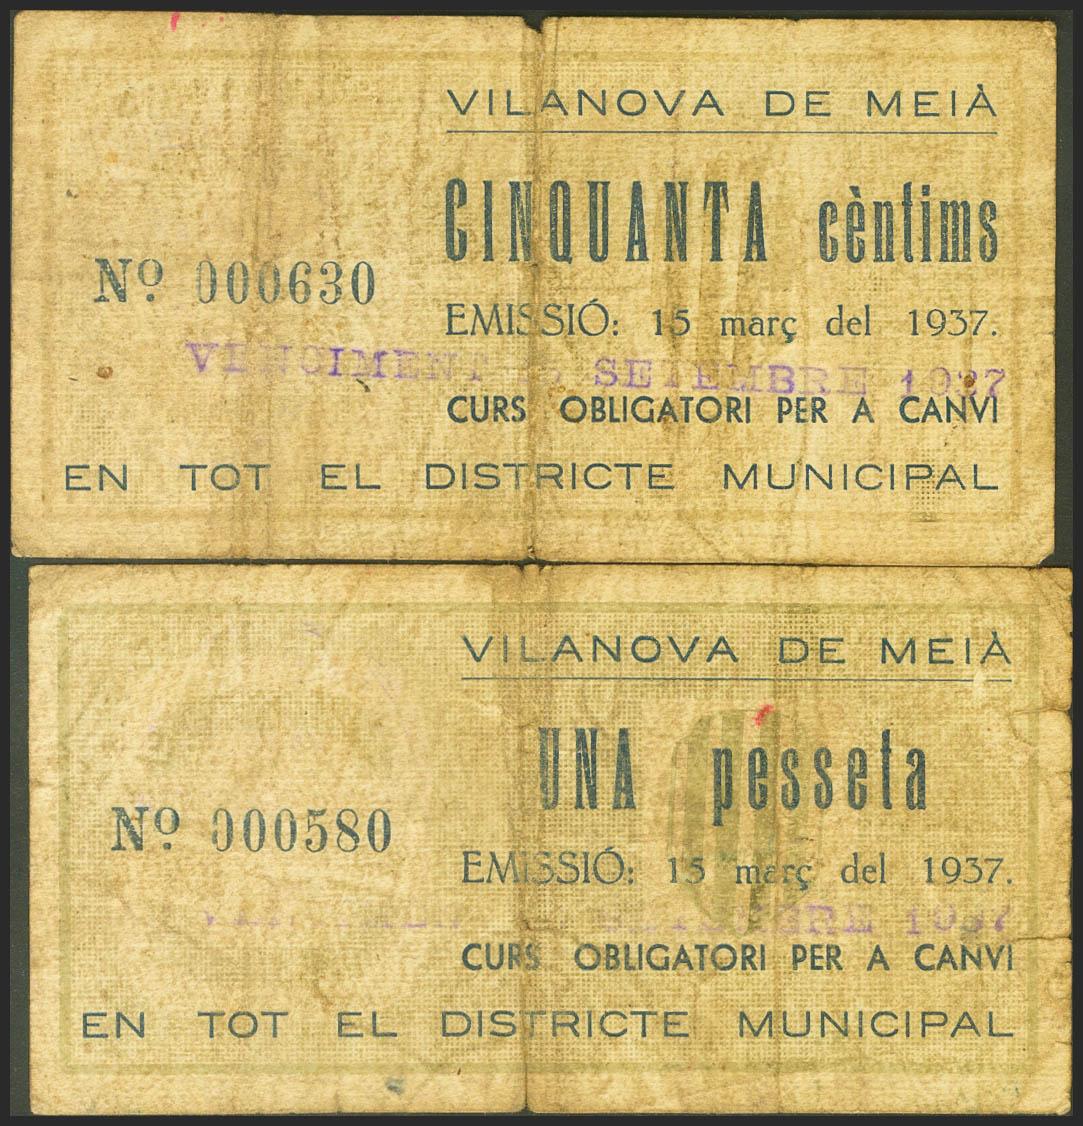 VILANOVA DE MEIÀ
CINQUANTA cèntims
Nº. 000630
EMISSIÓ: 15 març del 1937.
VINCIMENT SETEMBRE 1937
CURS OBLIGATORI PER A CANVI
EN TOT EL DISTRICTE MUNICIPAL
VILANOVA DE MEIÀ
UNA pesseta
Nº. 000580
EMISSIÓ: 15 març del 1937.
1937
CURS OBLIGATORI PER A CANVI
EN TOT EL DISTRICTE MUNICIPAL